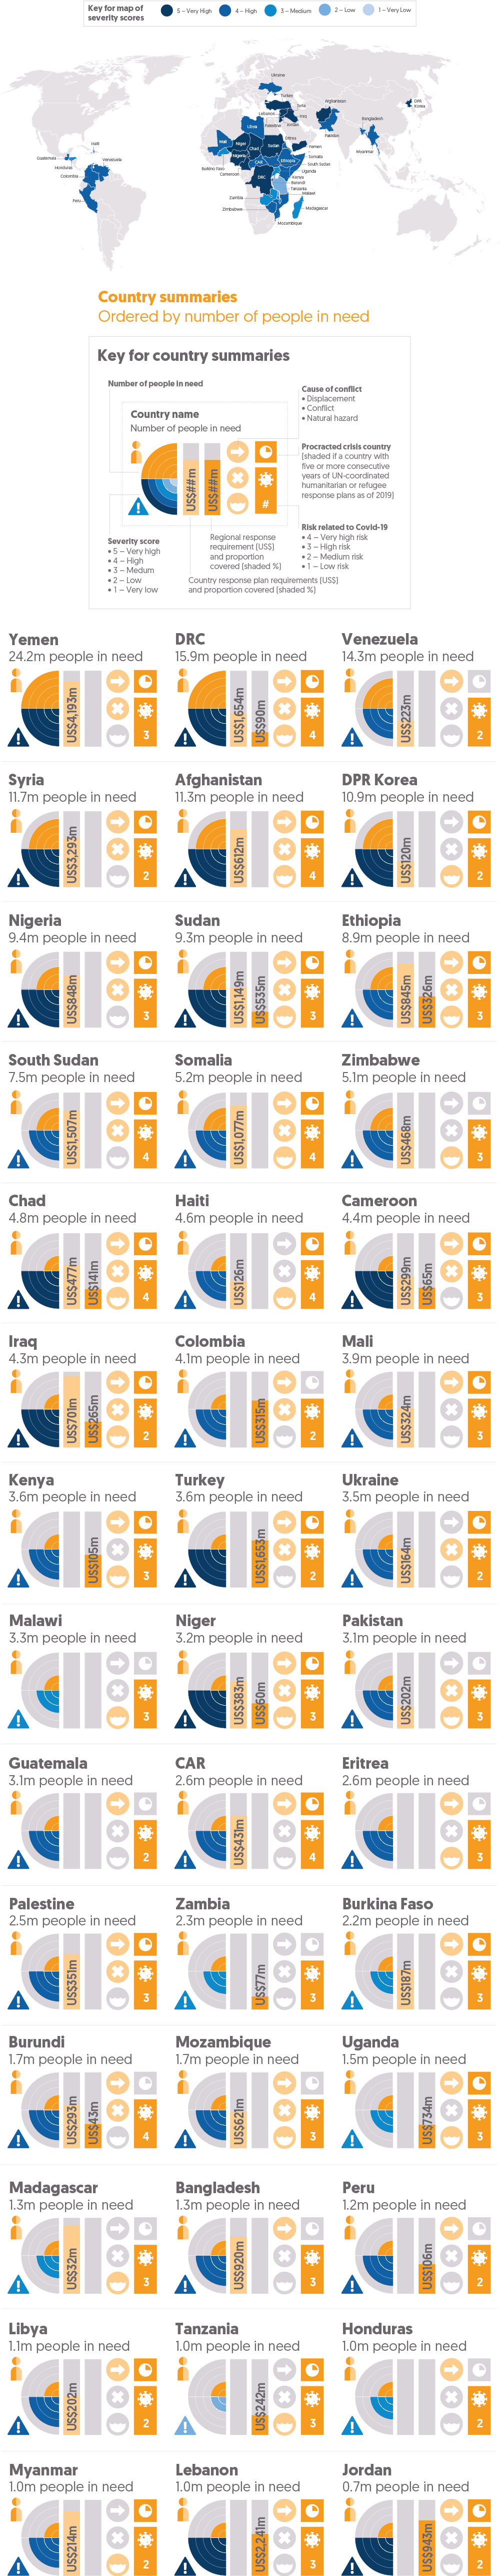 Key for map of
severity scores
5 – Very High
4 – High
3 – Medium
2 – Low
1 – Very Low
Ukraine
Turkey
Syria
Afghanistan
DPR
Korea
Lebanon
Palestine
Jordan
Iraq
Bangladesh
Libya
Eritrea
Pakistan
Haiti
Mali
Niger
Chad
Sudan
Yemen
Myanmar
Guatemala
Venezuela
Nigeria
Ethiopia
Somalia
Honduras
CAR
South Sudan
Burkina Faso
Uganda
Colombia
Cameroon
DRC
Kenya
Burundi
Tanzania
Peru
Zambia
Malawi
Zimbabwe
Madagascar
Mozambique
Country summaries
Ordered by number of people in need
Key for country summaries
Number of people in need
Cause of conflict
• Displacement
• Conflict
• Natural hazard
Country name
Number of people in need
US$##m
US$##m
#
Procracted crisis country
(shaded if a country with
five or more consecutive
years of UN-coordinated
humanitarian or refugee
response plans as of 2019)
Risk related to Covid-19
• 4 – Very high risk
• 3 – High risk
• 2 – Medium risk
• 1 – Low risk
Severity score
• 5 – Very high
• 4 – High
• 3 – Medum
• 2 – Low
• 1 – Very low
Regional response
requirement (US$)
and proportion
covered (shaded %)
Country response plan requirements (US$)
and proportion covered (shaded %)
Yemen
24.2m people in need
US$4,193m
3
DRC
15.9m people in need
US$1,654m
US$90m
4
Venezuela
14.3m people in need
US$223m
2
Syria
11.7m people in need
US$3,293m
2
Afghanistan
11.3m people in need
US$612m
4
DPR Korea
10.9m people in need
US$120m
2
Nigeria
9.4m people in need
US$848m
3
Sudan
9.3m people in need
US$1,149m
US$535m
3
Ethiopia
8.9m people in need
US$845m
US$326m
3
South Sudan
7.5m people in need
US$1,507m
4
Somalia
5.2m people in need
US$1,077m
4
Zimbabwe
5.1m people in need
US$468m
3
Chad
4.8m people in need
US$477m
US$141m
4
Haiti
4.6m people in need
US$126m
4
Cameroon
4.4m people in need
US$299m
US$65m
3
Iraq
4.3m people in need
US$701m
US$265m
2
Colombia
4.1m people in need
US$315m
2
Mali
3.9m people in need
US$324m
3
Kenya
3.6m people in need
US$105m
3
Turkey
3.6m people in need
US$1,653m
2
Ukraine
3.5m people in need
US$164m
2
Malawi
3.3m people in need
3
Niger
3.2m people in need
US$383m
US$60m
3
Pakistan
3.1m people in need
US$202m
3
Guatemala
3.1m people in need
2
CAR
2.6m people in need
US$431m
4
Eritrea
2.6m people in need
3
Palestine
2.5m people in need
US$351m
3
Zambia
2.3m people in need
US$77m
3
Burkina Faso
2.2m people in need
US$187m
3
Burundi
1.7m people in need
US$293m
US$43m
4
Mozambique
1.7m people in need
US$621m
3
Uganda
1.5m people in need
US$734m
3
Madagascar
1.3m people in need
US$32m
3
Bangladesh
1.3m people in need
US$920m
3
Peru
1.2m people in need
US$106m
2
Libya
1.1m people in need
US$202m
2
Tanzania
1.0m people in need
US$242m
3
Honduras
1.0m people in need
2
Myanmar
1.0m people in need
US$214m
2
Lebanon
1.0m people in need
US$2,241m
3
Jordan
0.7m people in need
US$943m
2